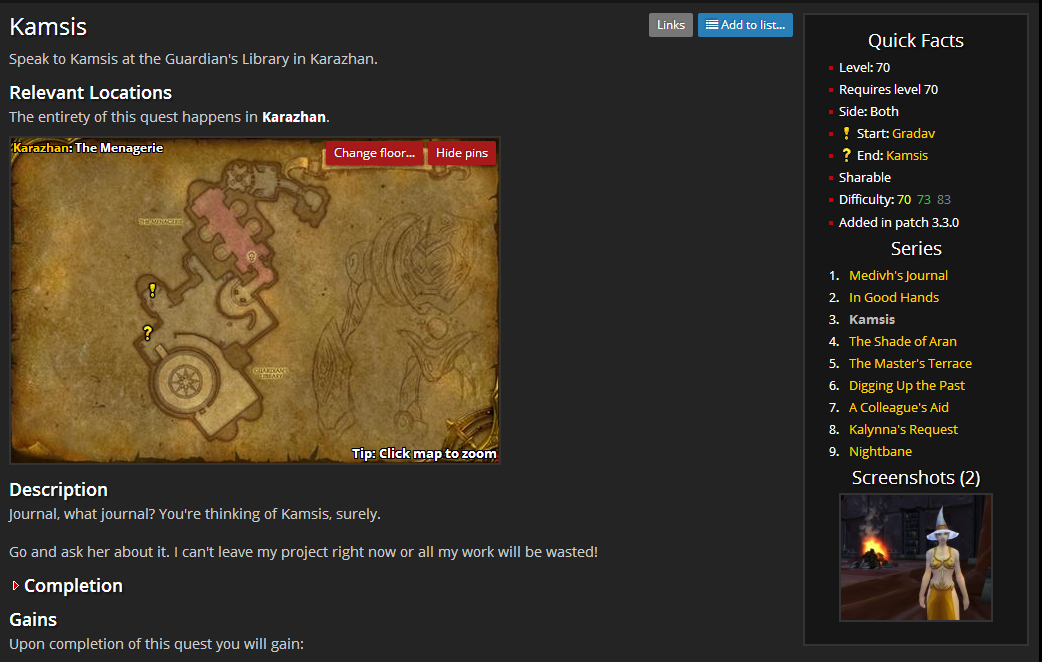 Kamsis
Links
Add to list...
Speak to Kamsis at the Guardian's Library in Karazhan.
Relevant Locations
The entirety of this quest happens in Karazhan.
Karazhan: The Menagerie
Change floor...
Hide pins
THE MENAGERIE
GUARDIAN'S
LIBRARY
Tip: Click map to zoom
Description
Journal, what journal? You're thinking of Kamsis, surely.
Go and ask her about it. I can't leave my project right now or all my work will be wasted!
Completion
Gains
Upon completion of this quest you will gain:
Quick Facts
Level: 70
Requires level 70
Side: Both
Start: Gradav
End: Kamsis
Sharable
Difficulty: 70 73 83
Added in patch 3.3.0
Series
1. Medivh's Journal
2. In Good Hands
3. Kamsis
4. The Shade of Aran
5. The Master's Terrace
6. Digging Up the Past
7. A Colleague's Aid
8. Kalynna's Request
9. Nightbane
Screenshots (2)